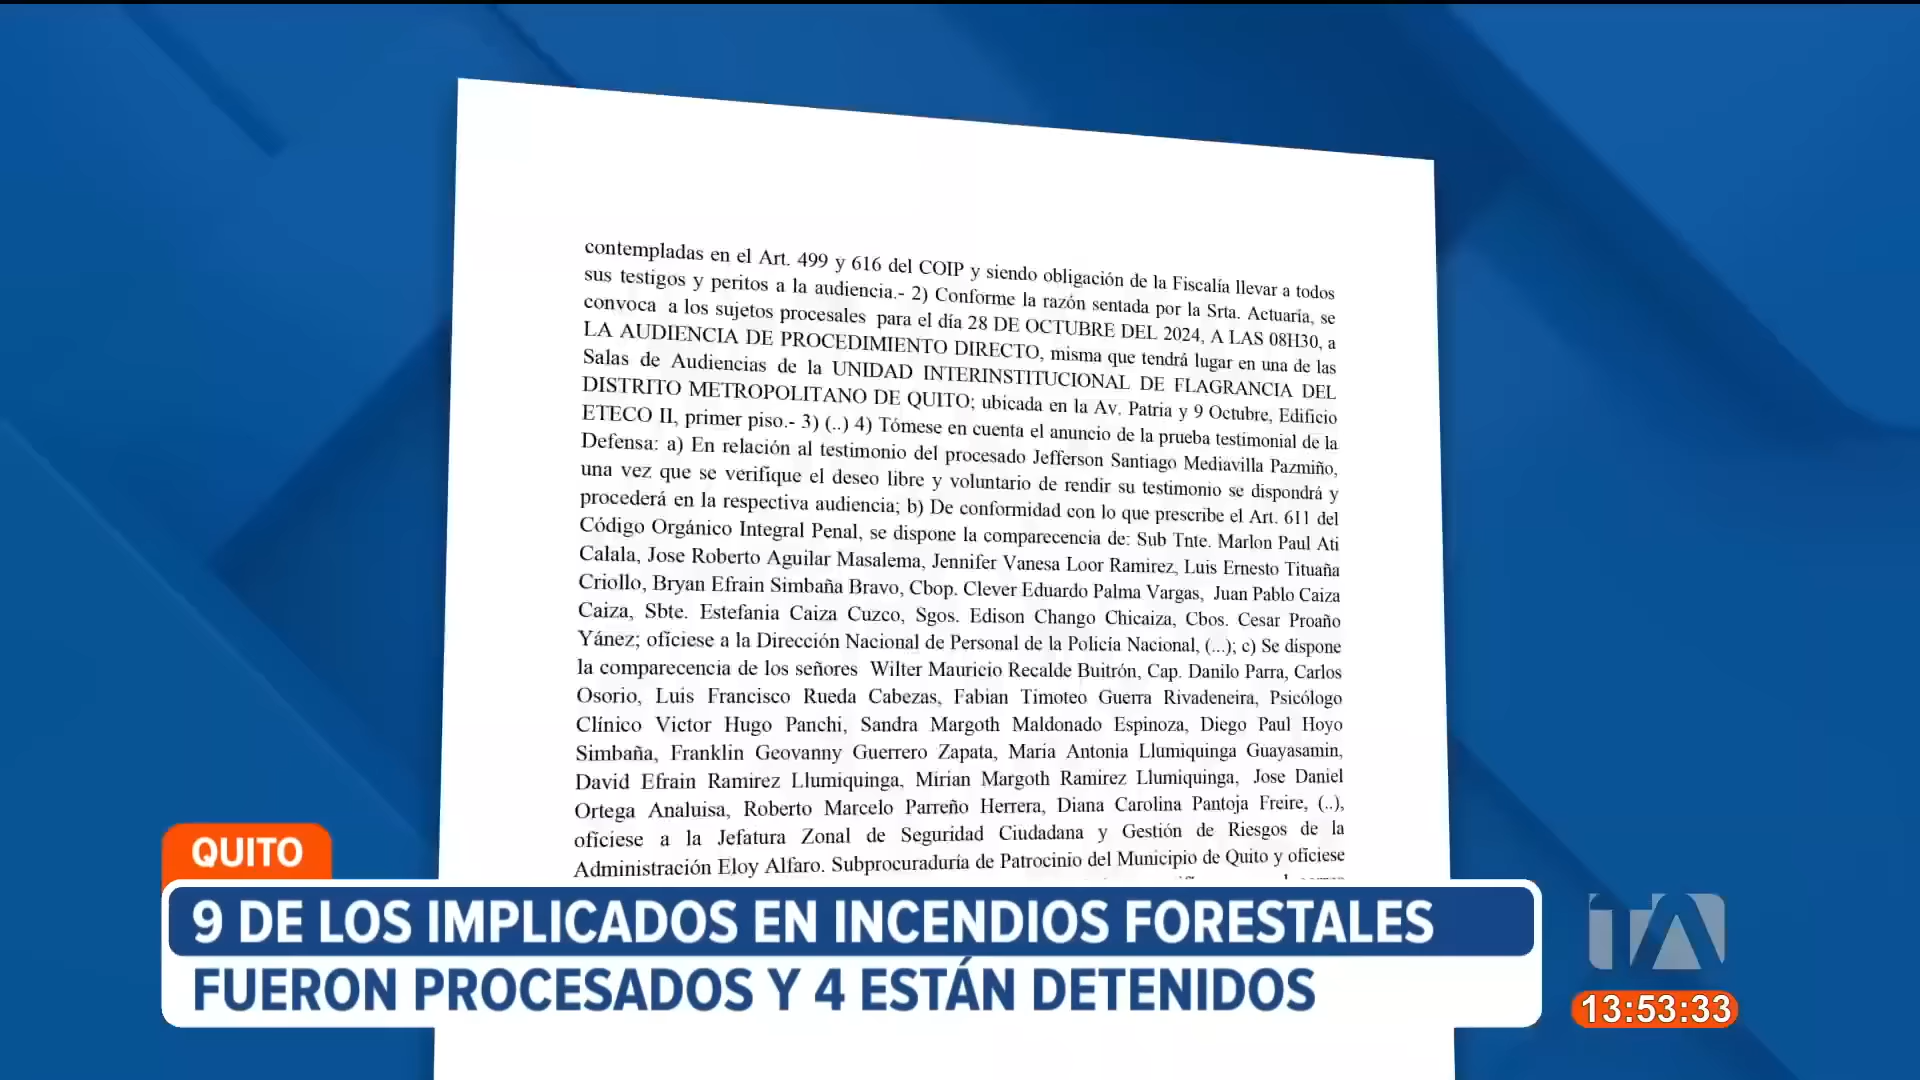 contempladas en el Art. 499 y 616 del COIP y siendo obligación de la Fiscalía llevar a todos
sus testigos y peritos a la audiencia.- 2) Conforme la razón sentada por la Srta. Actuaria, se
convoca a los sujetos procesales para el día 28 DE OCTUBRE DEL 2024, A LAS 08H30, a
LA AUDIENCIA DE PROCEDIMIENTO DIRECTO, misma que tendrá lugar en una de las
Salas de Audiencias de la UNIDAD INTERINSTITUCIONAL DE FLAGRANCIA DEL
DISTRITO METROPOLITANO DE QUITO; ubicada en la Av. Patria y 9 Octubre, Edificio
ETECO II, primer piso.- 3) (..) 4) Tómese en cuenta el anuncio de la prueba testimonial de la
Defensa: a) En relación al testimonio del procesado Jefferson Santiago Mediavilla Pazmiño,
una vez que se verifique el deseo libre y voluntario de rendir su testimonio se dispondrá y
procederá en la respectiva audiencia; b) De conformidad con lo que prescribe el Art. 611 del
Código Orgánico Integral Penal, se dispone la comparecencia de: Sub Tnte. Marlon Paul Ati
Calala, Jose Roberto Aguilar Masalema, Jennifer Vanesa Loor Ramirez, Luis Ernesto Tituaña
Criollo, Bryan Efrain Simbaña Bravo, Cbop. Clever Eduardo Palma Vargas, Juan Pablo Caiza
Caiza, Sbte. Estefania Caiza Cuzco, Sgos. Edison Chango Chicaiza, Cbos. Cesar Proaño
Yánez; ofíciese a la Dirección Nacional de Personal de la Policía Nacional, (...); c) Se dispone
la comparecencia de los señores Wilter Mauricio Recalde Buitrón, Cap. Danilo Parra, Carlos
Osorio, Luis Francisco Rueda Cabezas, Fabian Timoteo Guerra Rivadeneira, Psicólogo
Clínico Victor Hugo Panchi, Sandra Margoth Maldonado Espinoza, Diego Paul Hoyo
Simbaña, Franklin Geovanny Guerrero Zapata, Maria Antonia Llumiquinga Guayasamin,
David Efrain Ramirez Llumiquinga, Mirian Margoth Ramirez Llumiquinga, Jose Daniel
Ortega Analuisa, Roberto Marcelo Parreño Herrera, Diana Carolina Pantoja Freire, (..),
ofíciese a la Jefatura Zonal de Seguridad Ciudadana y Gestión de Riesgos de la
Administración Eloy Alfaro. Subprocuraduría de Patrocinio del Municipio de Quito y ofíciese
QUITO
9 DE LOS IMPLICADOS EN INCENDIOS FORESTALES
FUERON PROCESADOS Y 4 ESTÁN DETENIDOS
TA
13:53:33